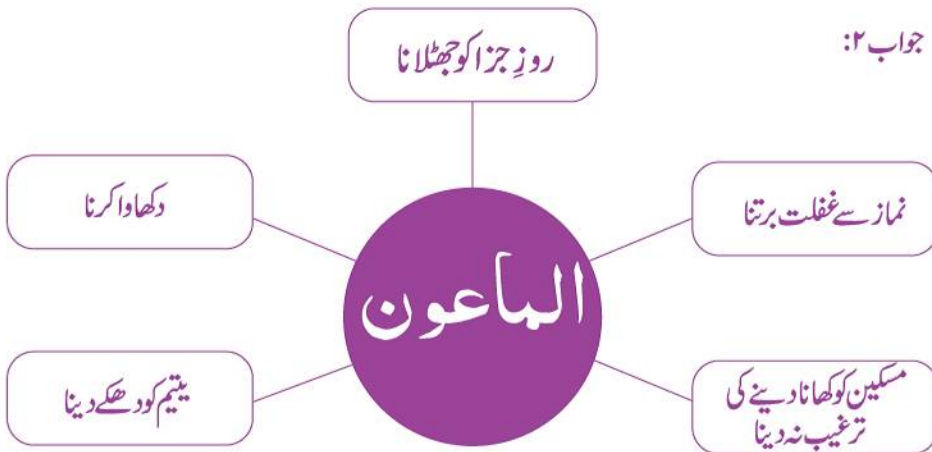 جواب ۲:
روزِ جزا کو جھٹلانا
نماز سے غفلت برتنا
دکھاوا کرنا
الماعون
مسکین کو کھانا دینے کی
ترغیب نہ دینا
یتیم کو دھکے دینا